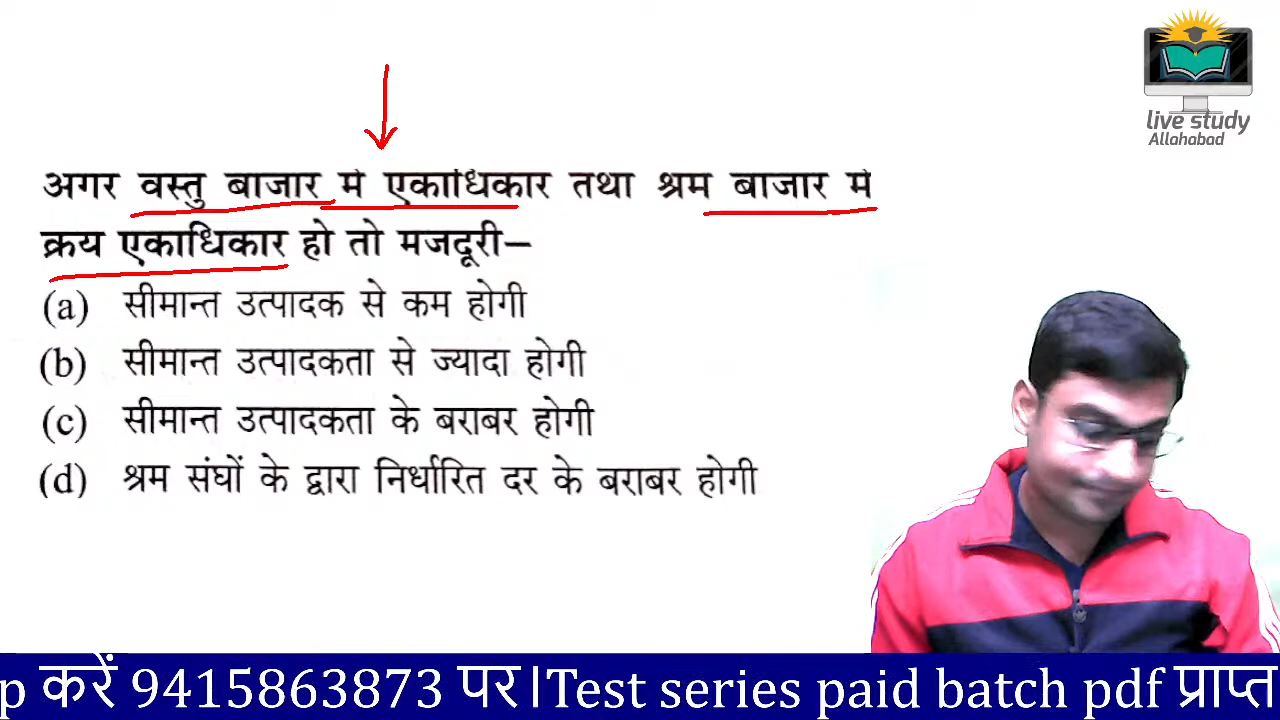 live study
Allahabad
अगर वस्तु बाजार में एकाधिकार तथा श्रम बाजार में
क्रय एकाधिकार हो तो मजदूरी–
(a) सीमान्त उत्पादक से कम होगी
(b) सीमान्त उत्पादकता से ज्यादा होगी
(c) सीमान्त उत्पादकता के बराबर होगी
(d) श्रम संघों के द्वारा निर्धारित दर के बराबर होगी
p करें 9415863873 पर।Test series paid batch pdf प्राप्त